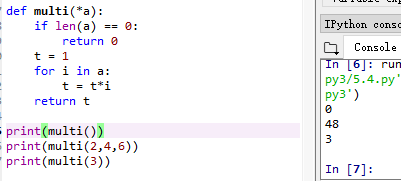 def multi(*a):
    if len(a) == 0:
        return 0
    t = 1
    for i in a:
        t = t*i
    return t
print(multi())
print(multi(2,4,6))
print(multi(3))
IPython conso
Console
In [6]: run
py3/5.4.py'
py3')
0
48
3
In [7]: